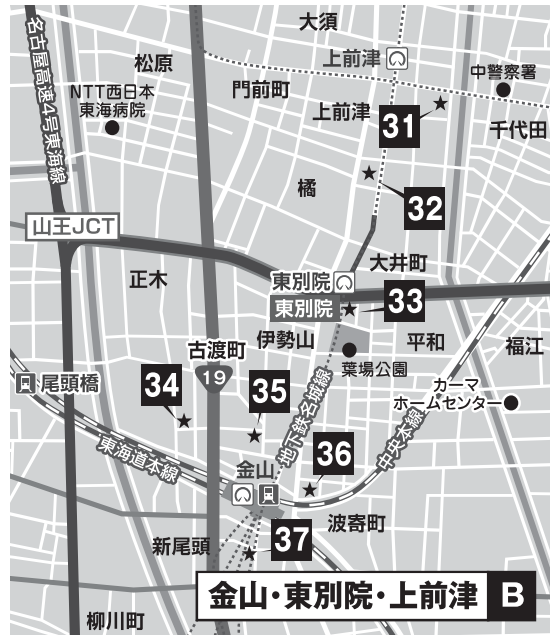 大須
上前津
松原
中警察署
NTT西日本
東海病院
門前町
上前津
31
千代田
名古屋高速4号東海線
橘
32
山王JCT
大井町
正木
東別院
東別院
33
伊勢山
平和
福江
古渡町
葉場公園
19
尾頭橋
34
35
カーマ
ホームセンター
地下鉄名城線
中央本線
東海道本線
36
金山
波寄町
新尾頭
37
金山・東別院・上前津 B
柳川町